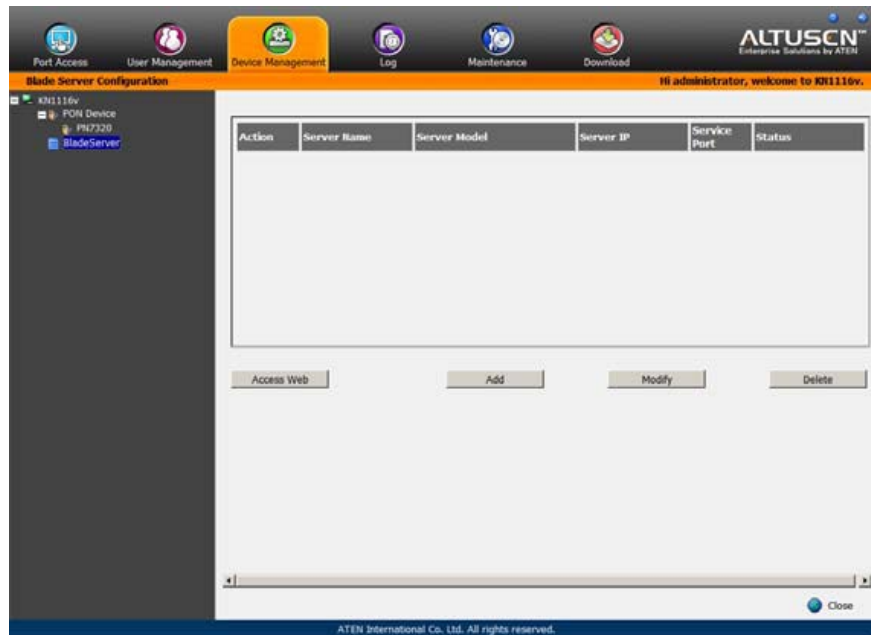 ALTUSEN™
Enterprise Solutions by ATEN
Port Access User Management Device Management Log Maintenance Download
Blade Server Configuration Hi administrator, welcome to KN1116v.
KN1116v
PON Device
PN7320
BladeServer
Action Server Name Server Model Server IP Service Port Status
Access Web Add Modify Delete
Close
ATEN International Co. Ltd. All rights reserved.